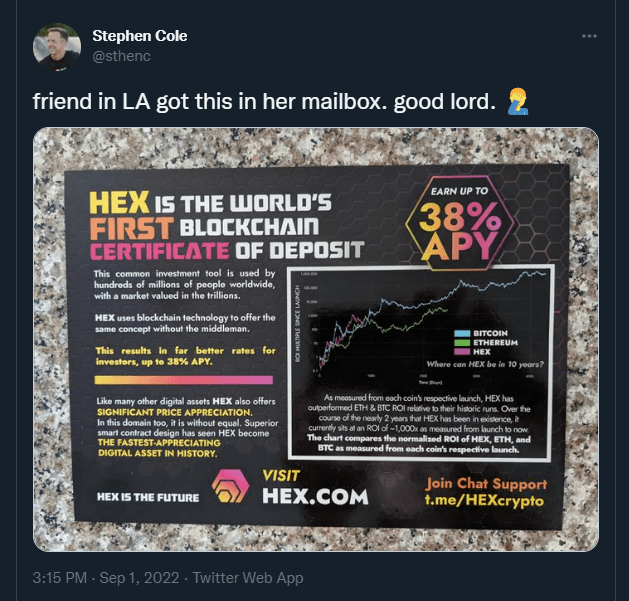 Stephen Cole
@sthenc
friend in LA got this in her mailbox. good lord. 🤦‍♂️
HEX IS THE WORLD'S
FIRST BLOCKCHAIN
CERTIFICATE OF DEPOSIT
EARN UP TO
38%
APY
This common investment tool is used by
hundreds of millions of people worldwide,
with a market valued in the trillions.
HEX uses blockchain technology to offer the
same concept without the middleman.
This results in far better rates for
investors, up to 38% APY.
Like many other digital assets HEX also offers
SIGNIFICANT PRICE APPRECIATION.
In this domain too, it is without equal. Superior
smart contract design has seen HEX become
THE FASTEST-APPRECIATING
DIGITAL ASSET IN HISTORY.
ROI MULTIPLE SINCE LAUNCH
BITCOIN
ETHEREUM
HEX
Where can HEX be in 10 years?
Time (Days)
As measured from each coin's respective launch, HEX has
outperformed ETH & BTC ROI relative to their historic runs. Over the
course of the nearly 2 years that HEX has been in existence, it
currently sits at an ROI of ~1,000x as measured from launch to now.
The chart compares the normalized ROI of HEX, ETH, and
BTC as measured from each coin's respective launch.
HEX IS THE FUTURE
VISIT
HEX.COM
Join Chat Support
t.me/HEXcrypto
3:15 PM · Sep 1, 2022 · Twitter Web App